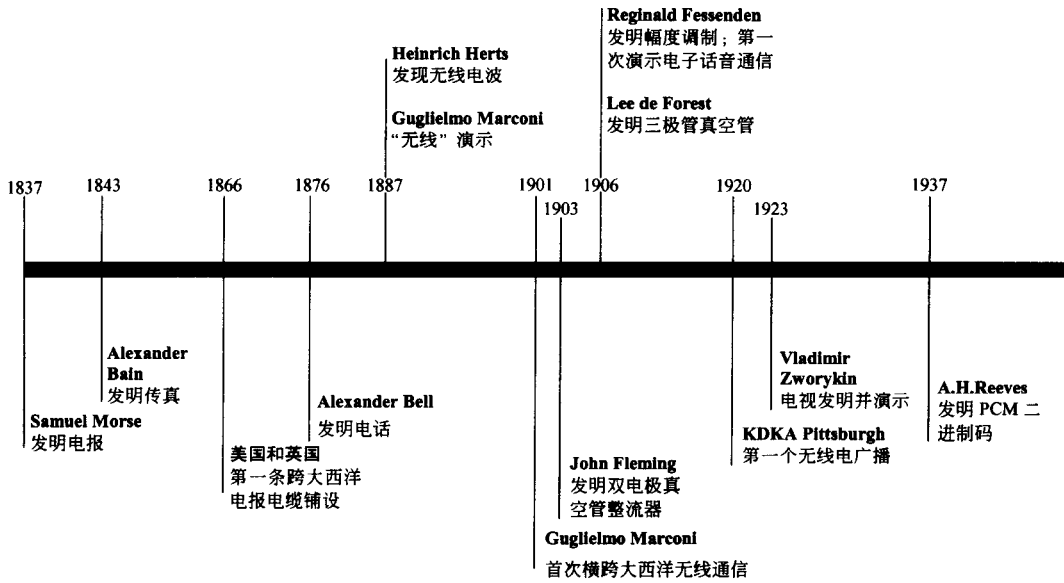 Reginald Fessenden
发明幅度调制；第一
次演示电子话音通信
Heinrich Herts
发现无线电波
Lee de Forest
发明三极管真空管
Guglielmo Marconi
“无线”演示
1837
1843
1866
1876
1887
1901
1903
1906
1920
1923
1937
Samuel Morse
发明电报
Alexander
Bain
发明传真
美国和英国
第一条跨大西洋
电报电缆铺设
Alexander Bell
发明电话
Guglielmo Marconi
首次横跨大西洋无线通信
John Fleming
发明双电极真
空管整流器
KDKA Pittsburgh
第一个无线电广播
Vladimir
Zworykin
电视发明并演示
A.H.Reeves
发明 PCM 二
进制码